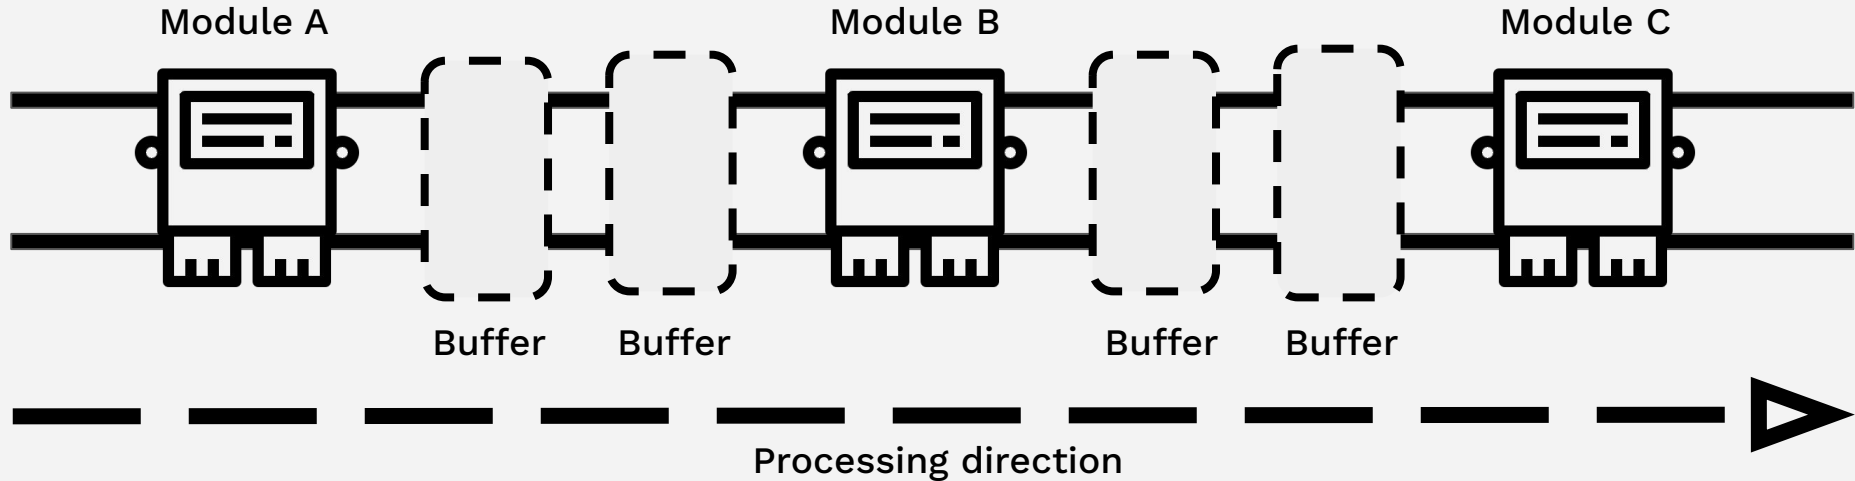 Module A
Module B
Module C
Buffer
Buffer
Buffer
Buffer
Processing direction